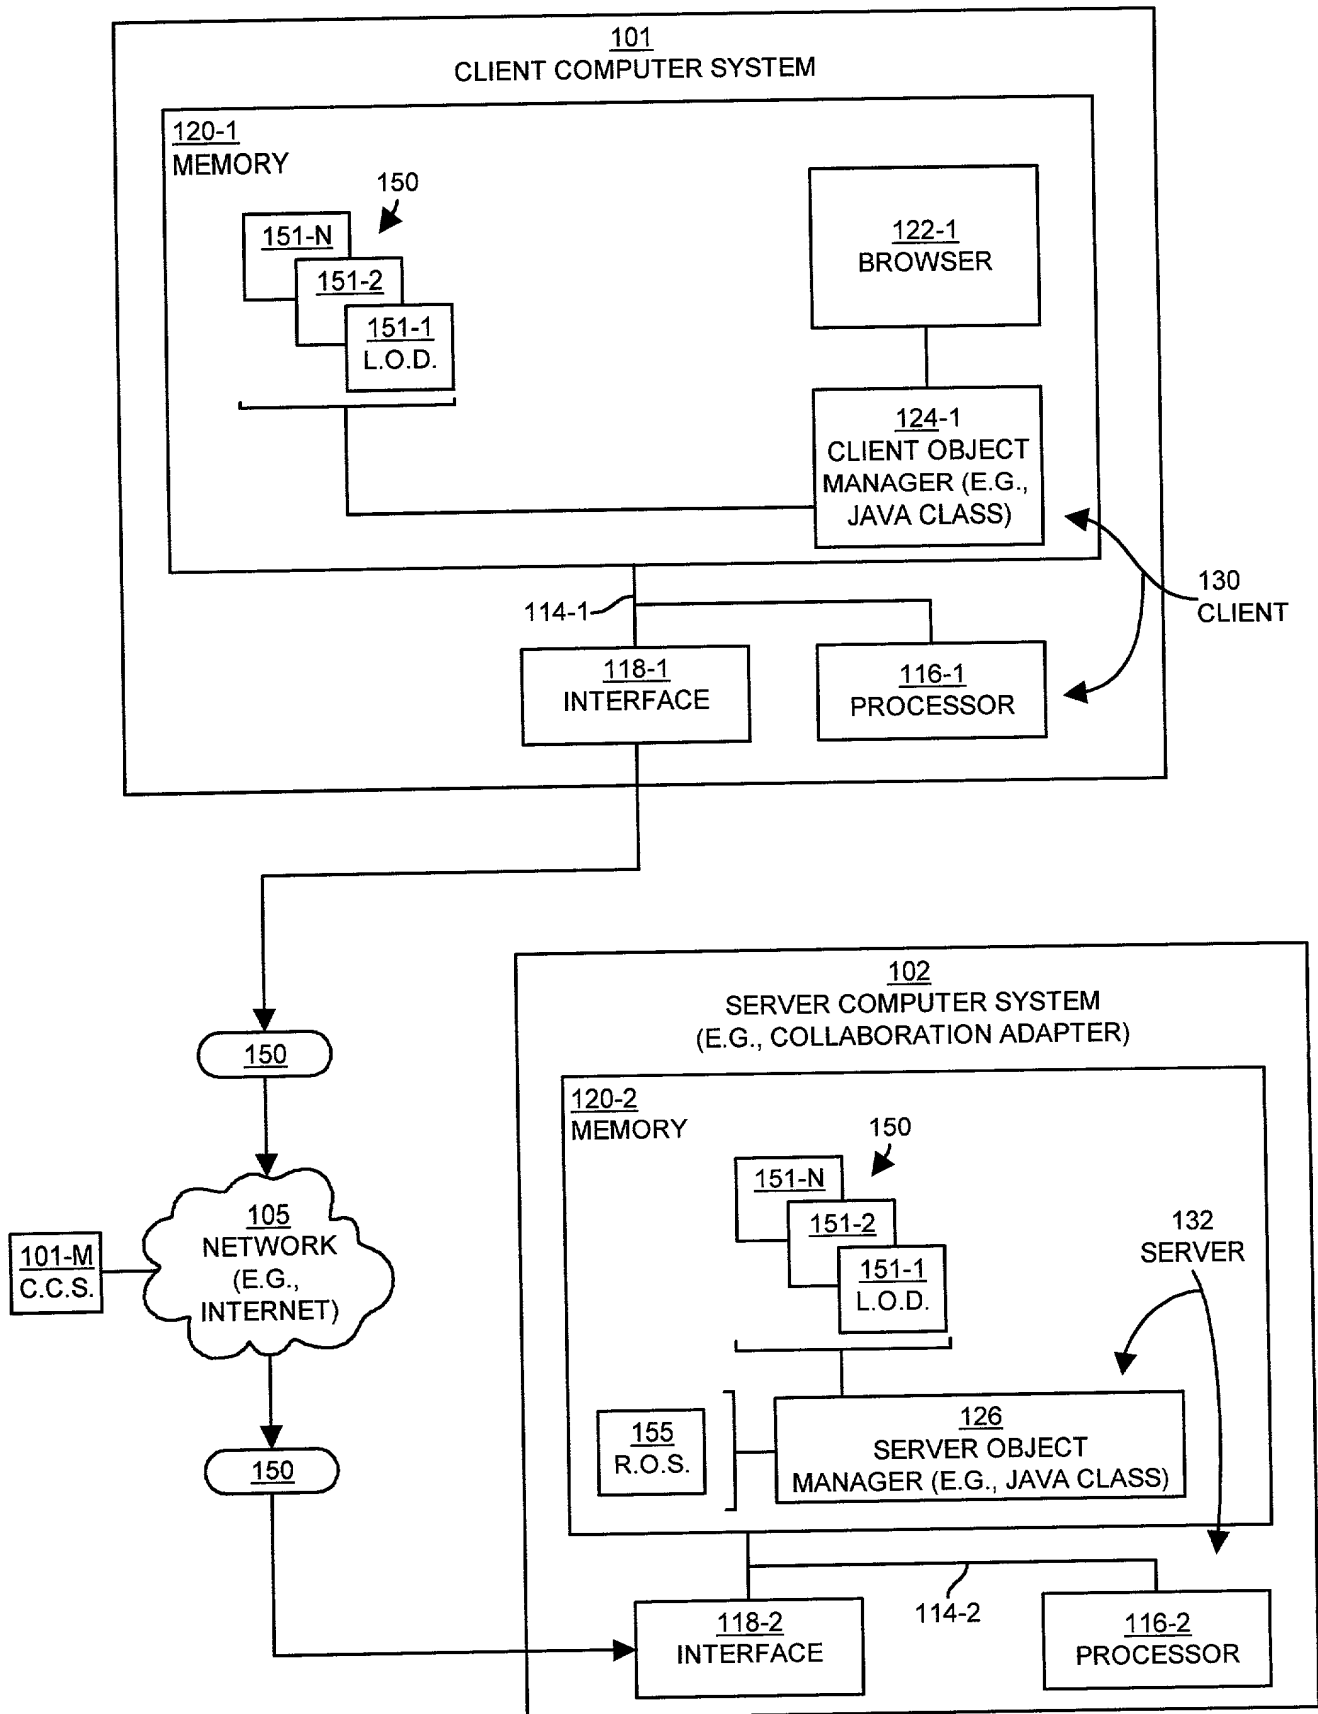 101
CLIENT COMPUTER SYSTEM
120-1
MEMORY
150
151-N
151-2
151-1
L.O.D.
122-1
BROWSER
124-1
CLIENT OBJECT
MANAGER (E.G.,
JAVA CLASS)
130
CLIENT
114-1
118-1
INTERFACE
116-1
PROCESSOR
150
105
NETWORK
(E.G.,
INTERNET)
101-M
C.C.S.
150
102
SERVER COMPUTER SYSTEM
(E.G., COLLABORATION ADAPTER)
120-2
MEMORY
150
151-N
151-2
151-1
L.O.D.
132
SERVER
155
R.O.S.
126
SERVER OBJECT
MANAGER (E.G., JAVA CLASS)
114-2
118-2
INTERFACE
116-2
PROCESSOR